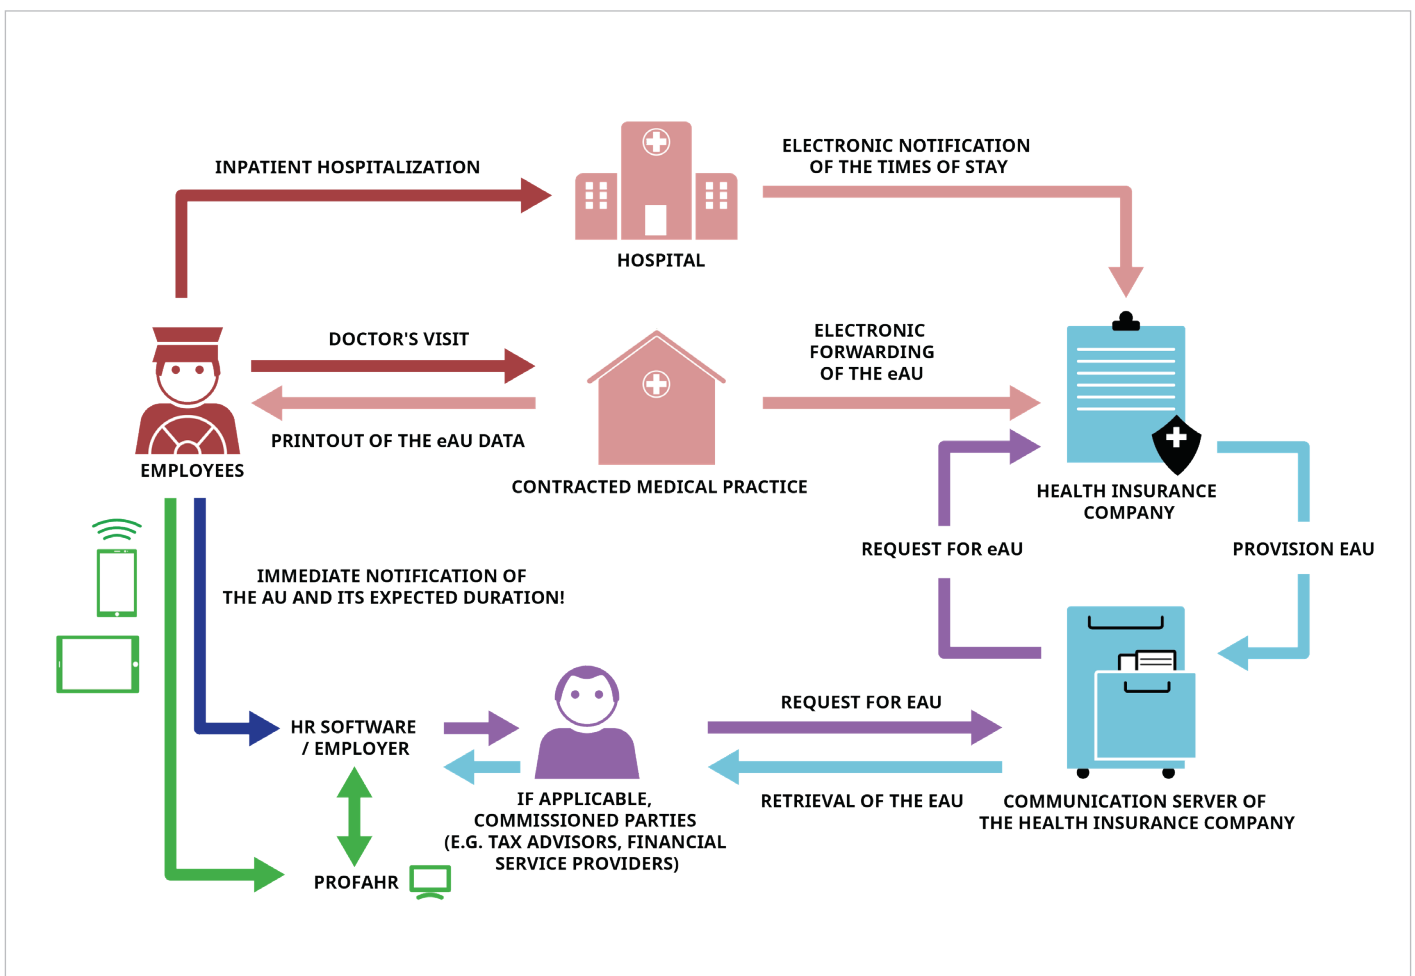 INPATIENT HOSPITALIZATION
ELECTRONIC NOTIFICATION
OF THE TIMES OF STAY
HOSPITAL
DOCTOR'S VISIT
PRINTOUT OF THE eAU DATA
EMPLOYEES
CONTRACTED MEDICAL PRACTICE
ELECTRONIC
FORWARDING
OF THE eAU
HEALTH INSURANCE
COMPANY
REQUEST FOR eAU
PROVISION EAU
IMMEDIATE NOTIFICATION OF
THE AU AND ITS EXPECTED DURATION!
HR SOFTWARE
/ EMPLOYER
IF APPLICABLE,
COMMISSIONED PARTIES
(E.G. TAX ADVISORS, FINANCIAL
SERVICE PROVIDERS)
REQUEST FOR EAU
RETRIEVAL OF THE EAU
COMMUNICATION SERVER OF
THE HEALTH INSURANCE COMPANY
PROFAHR